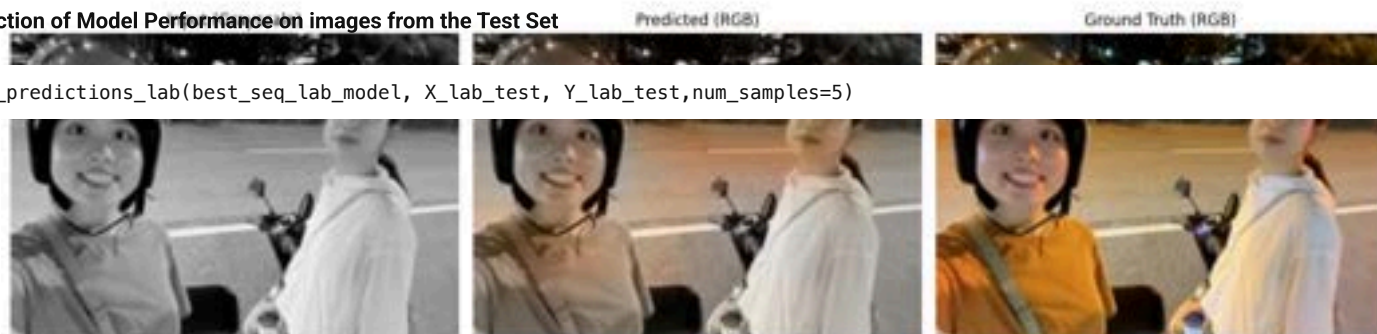 ction of Model Performance on images from the Test Set
Predicted (RGB)
Ground Truth (RGB)
_predictions_lab(best_seq_lab_model, X_lab_test, Y_lab_test,num_samples=5)